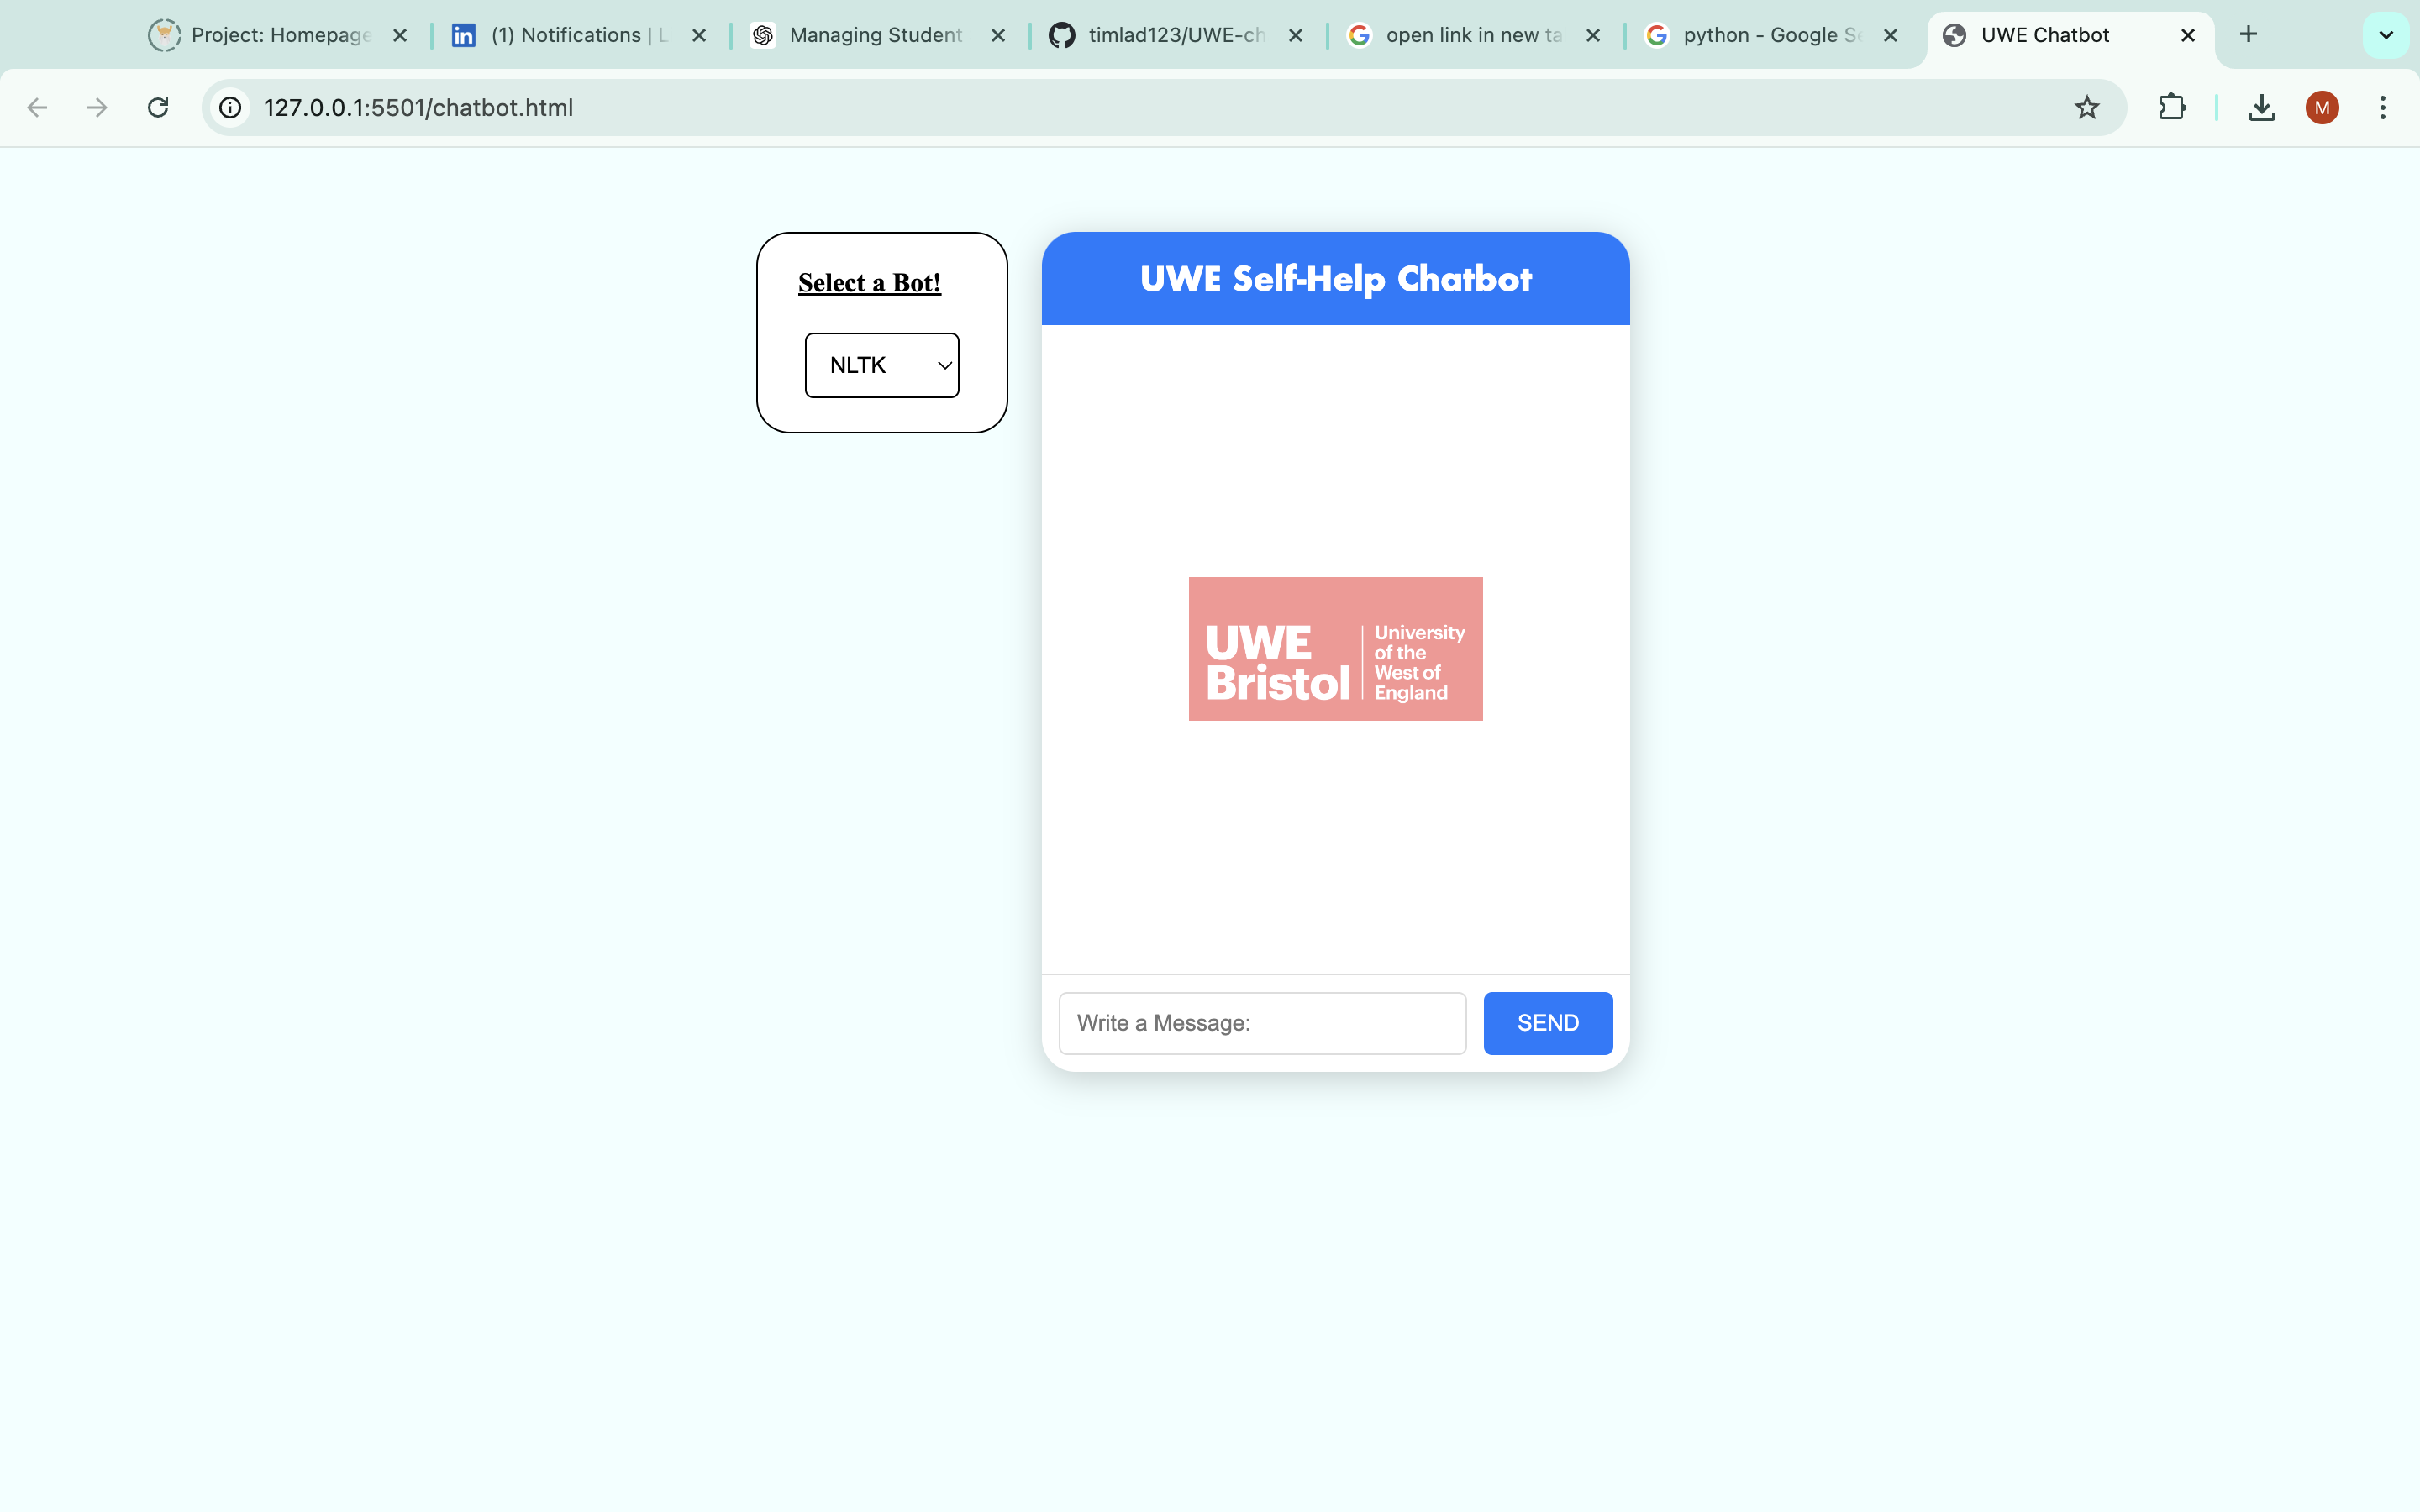 Project: Homepage
(1) Notifications | L
Managing Student
timlad123/UWE-ch
open link in new ta
python - Google Se
UWE Chatbot
127.0.0.1:5501/chatbot.html
M
Select a Bot!
NLTK
UWE Self-Help Chatbot
UWE
Bristol
University
of the
West of
England
Write a Message:
SEND